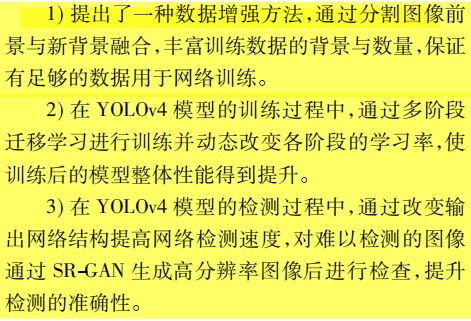 1) 提出了一种数据增强方法,通过分割图像前
景与新背景融合,丰富训练数据的背景与数量,保证
有足够的数据用于网络训练。
2) 在 YOLOv4 模型的训练过程中,通过多阶段
迁移学习进行训练并动态改变各阶段的学习率,使
训练后的模型整体性能得到提升。
3) 在 YOLOv4 模型的检测过程中,通过改变输
出网络结构提高网络检测速度,对难以检测的图像
通过 SR-GAN 生成高分辨率图像后进行检查,提升
检测的准确性。